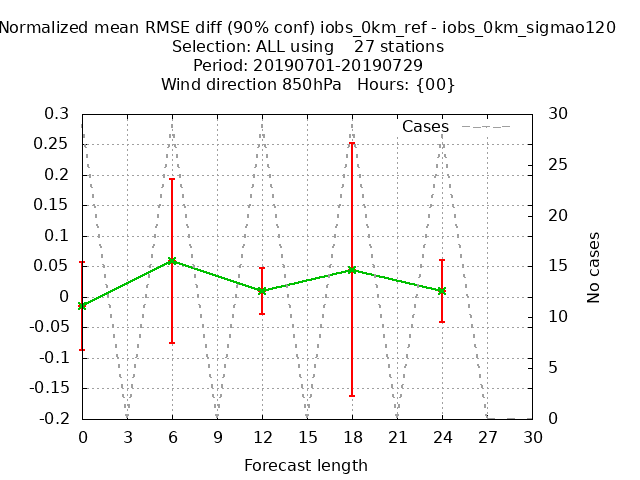 Normalized mean RMSE diff (90% conf) iobs_0km_ref - iobs_0km_sigmao120
Selection: ALL using 27 stations
Period: 20190701-20190729
Wind direction 850hPa Hours: {00}
Cases
0.3
0.25
0.2
0.15
0.1
0.05
0
-0.05
-0.1
-0.15
-0.2
30
25
20
15
10
5
0
No cases
0 3 6 9 12 15 18 21 24 27 30
Forecast length